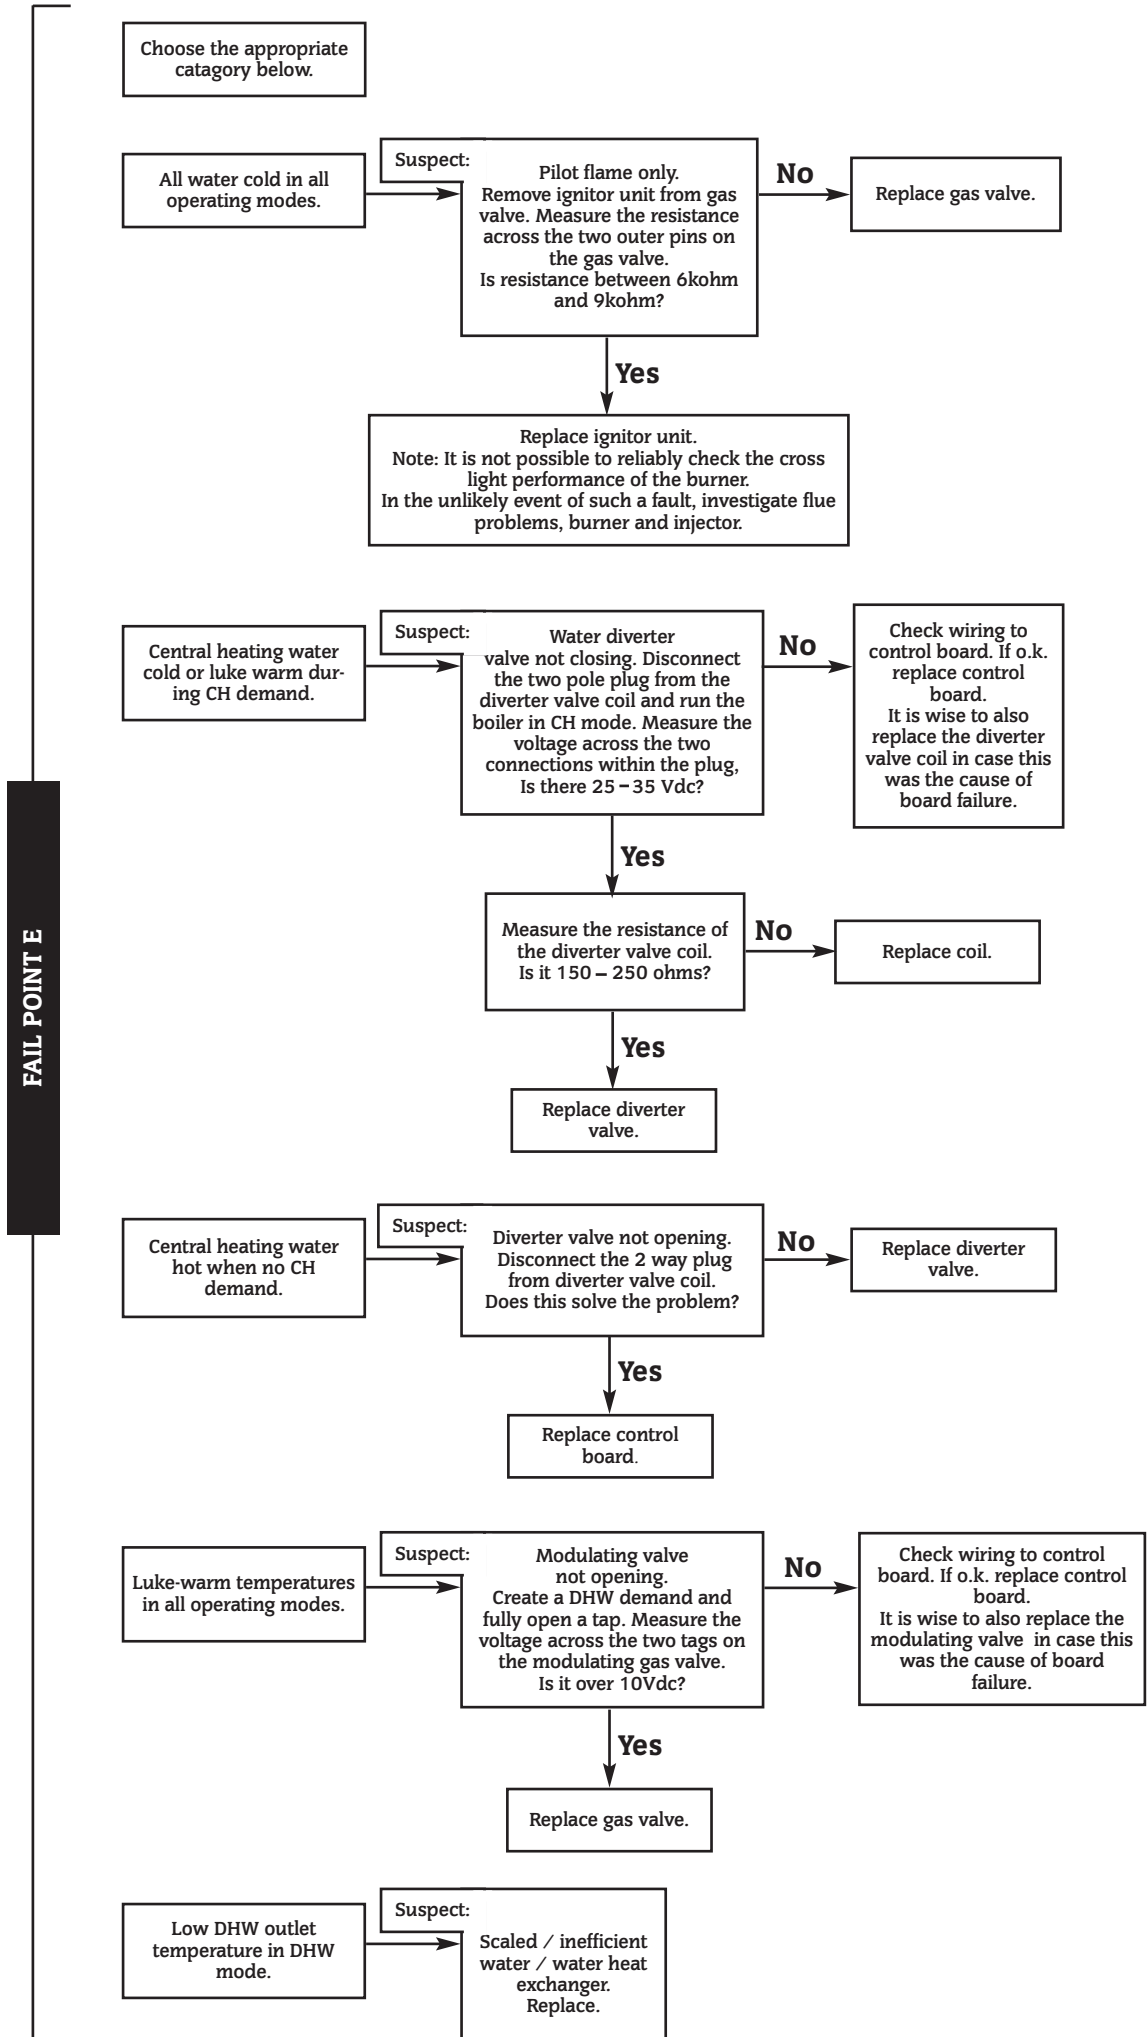 Choose the appropriate
catagory below.
All water cold in all
operating modes.
Suspect:
Pilot flame only.
Remove ignitor unit from gas
valve. Measure the resistance
across the two outer pins on
the gas valve.
Is resistance between 6kohm
and 9kohm?
No
Replace gas valve.
Yes
Replace ignitor unit.
Note: It is not possible to reliably check the cross
light performance of the burner.
In the unlikely event of such a fault, investigate flue
problems, burner and injector.
Central heating water
cold or luke warm dur-
ing CH demand.
Suspect:
Water diverter
valve not closing. Disconnect
the two pole plug from the
diverter valve coil and run the
boiler in CH mode. Measure the
voltage across the two
connections within the plug,
Is there 25 – 35 Vdc?
No
Check wiring to
control board. If o.k.
replace control
board.
It is wise to also
replace the diverter
valve coil in case this
was the cause of
board failure.
Yes
Measure the resistance of
the diverter valve coil.
Is it 150 – 250 ohms?
No
Replace coil.
Yes
Replace diverter
valve.
FAIL POINT E
Central heating water
hot when no CH
demand.
Suspect:
Diverter valve not opening.
Disconnect the 2 way plug
from diverter valve coil.
Does this solve the problem?
No
Replace diverter
valve.
Yes
Replace control
board.
Luke-warm temperatures
in all operating modes.
Suspect:
Modulating valve
not opening.
Create a DHW demand and
fully open a tap. Measure the
voltage across the two tags on
the modulating gas valve.
Is it over 10Vdc?
No
Check wiring to control
board. If o.k. replace control
board.
It is wise to also replace the
modulating valve in case this
was the cause of board
failure.
Yes
Replace gas valve.
Low DHW outlet
temperature in DHW
mode.
Suspect:
Scaled / inefficient
water / water heat
exchanger.
Replace.